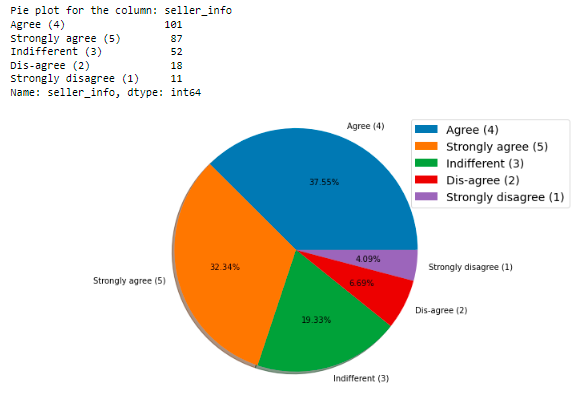 Pie plot for the column: seller_info
Agree (4) 101
Strongly agree (5) 87
Indifferent (3) 52
Dis-agree (2) 18
Strongly disagree (1) 11
Name: seller_info, dtype: int64
Agree (4)
37.55%
Strongly agree (5)
32.34%
Indifferent (3)
19.33%
Dis-agree (2)
6.69%
Strongly disagree (1)
4.09%
Agree (4)
Strongly agree (5)
Indifferent (3)
Dis-agree (2)
Strongly disagree (1)